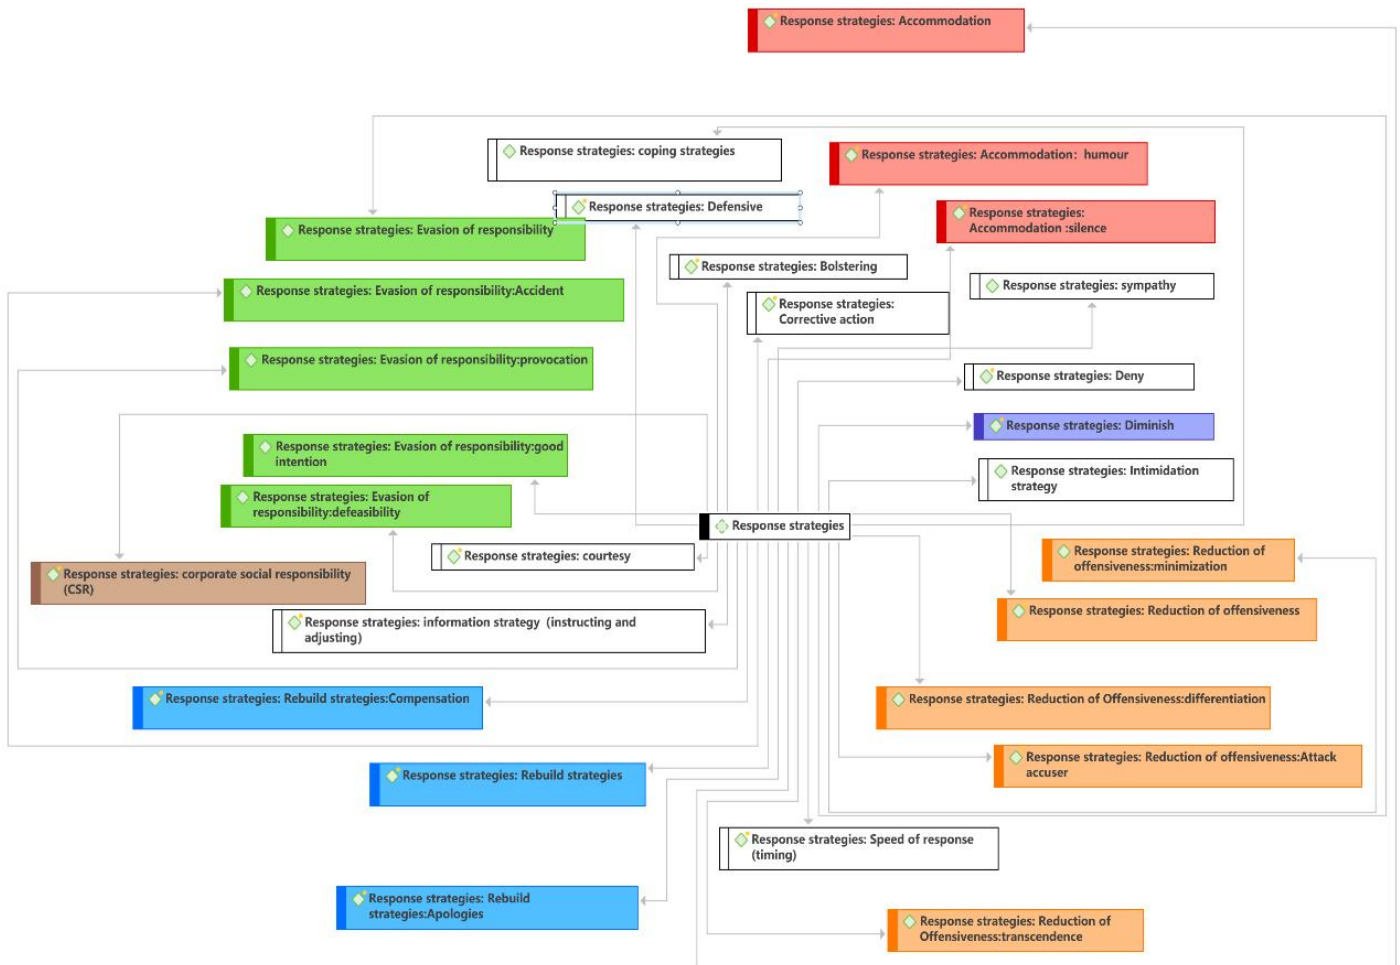 Response strategies: Accommodation
Response strategies: coping strategies
Response strategies: Accommodation: humour
Response strategies: Defensive
Response strategies:
Accommodation :silence
Response strategies: Evasion of responsibility
Response strategies: Bolstering
Response strategies: sympathy
Response strategies: Evasion of responsibility:Accident
Response strategies:
Corrective action
Response strategies: Evasion of responsibility:provocation
Response strategies: Deny
Response strategies: Diminish
Response strategies: Evasion of responsibility:good
intention
Response strategies: Intimidation
strategy
Response strategies: Evasion of
responsibility:defeasibility
Response strategies
Response strategies: courtesy
Response strategies: Reduction of
offensiveness:minimization
Response strategies: corporate social responsibility
(CSR)
Response strategies: Reduction of offensiveness
Response strategies: information strategy (instructing and
adjusting)
Response strategies: Rebuild strategies:Compensation
Response strategies: Reduction of Offensiveness:differentiation
Response strategies: Reduction of offensiveness:Attack
accuser
Response strategies: Rebuild strategies
Response strategies: Speed of response
(timing)
Response strategies: Rebuild
strategies:Apologies
Response strategies: Reduction of
Offensiveness:transcendence